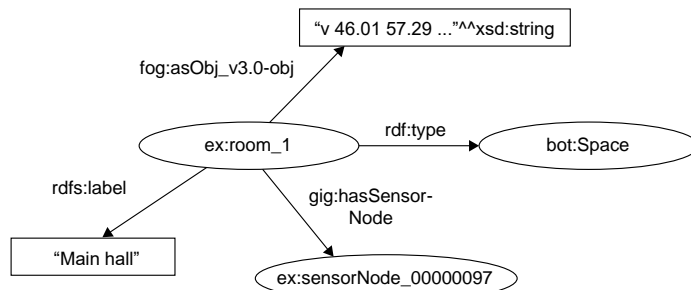 “v 46.01 57.29 ...”^^xsd:string
fog:asObj_v3.0-obj
rdf:type
ex:room_1
bot:Space
rdfs:label
gig:hasSensor-
Node
“Main hall”
ex:sensorNode_00000097